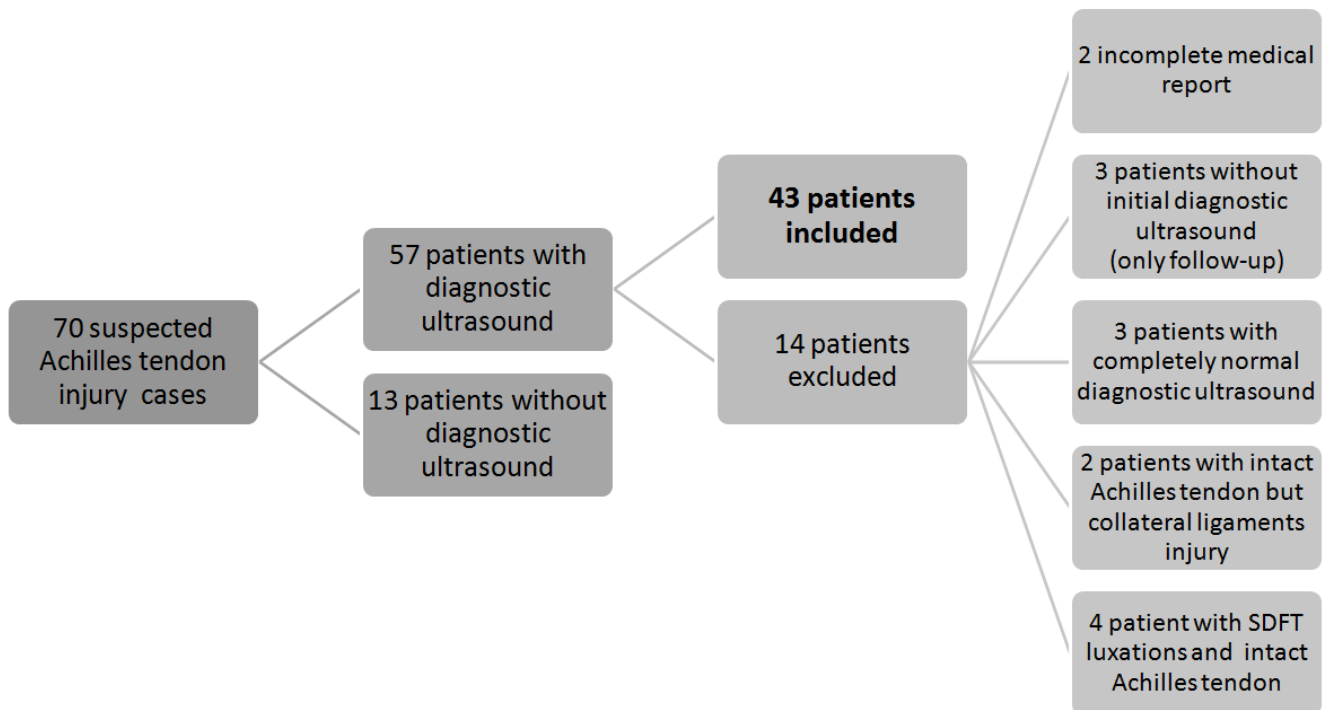 70 suspected
Achilles tendon
injury cases
57 patients with
diagnostic
ultrasound
13 patients without
diagnostic
ultrasound
43 patients
included
14 patients
excluded
2 incomplete medical
report
3 patients without
initial diagnostic
ultrasound
(only follow-up)
3 patients with
completely normal
diagnostic ultrasound
2 patients with intact
Achilles tendon but
collateral ligaments
injury
4 patient with SDFT
luxations and intact
Achilles tendon